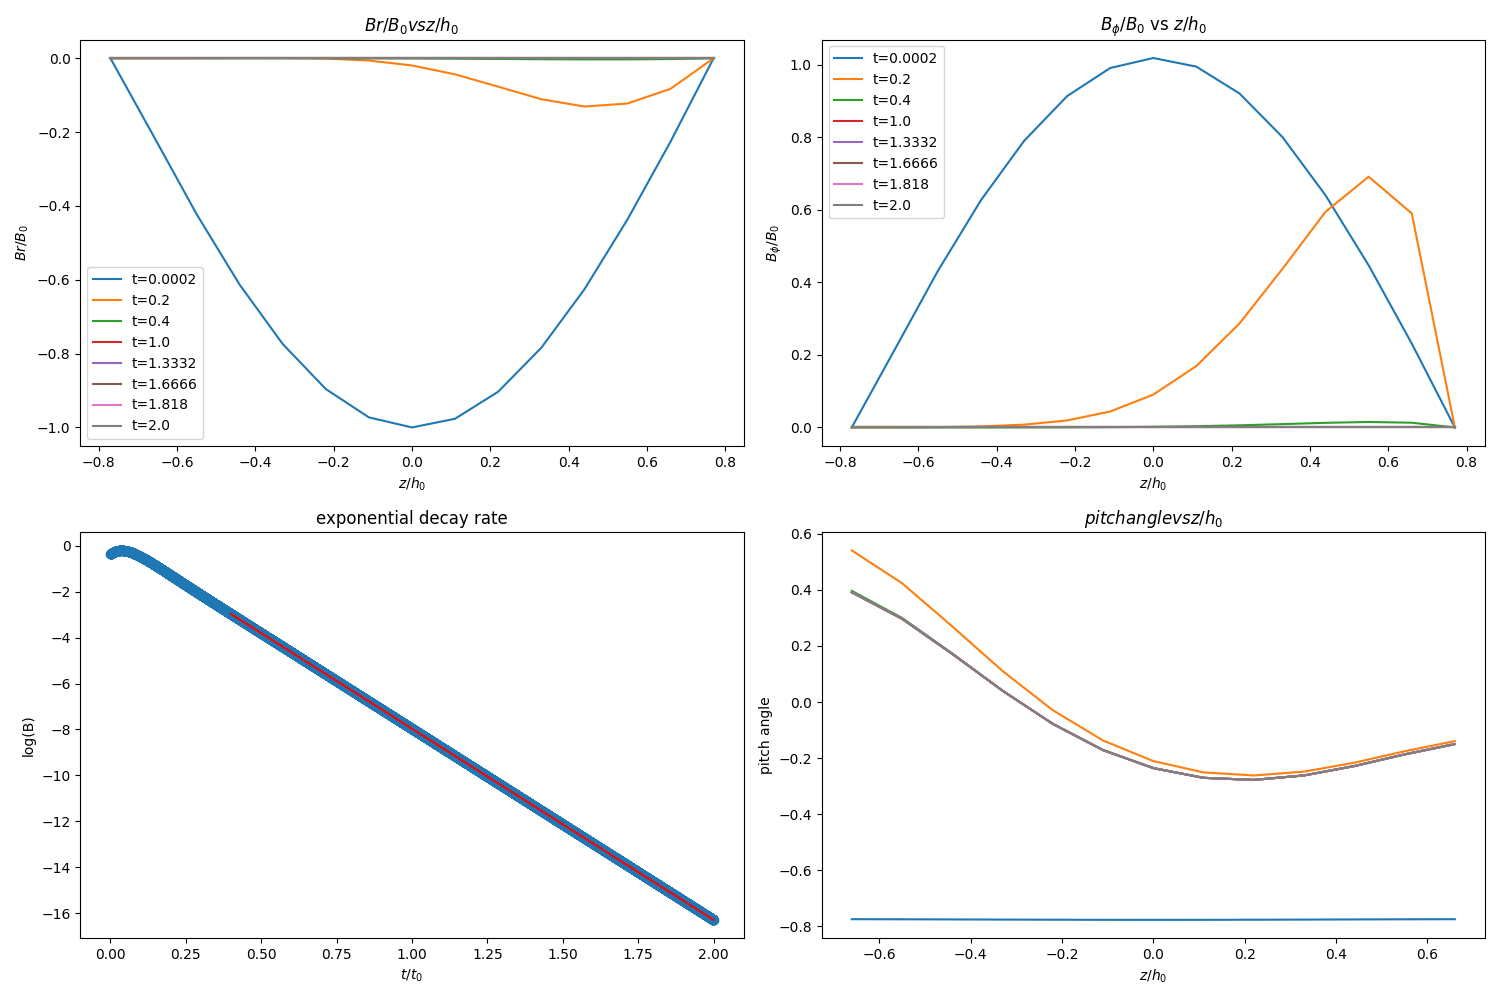 Br/B₀vsz/h₀
0.0
−0.2
−0.4
−0.6
−0.8
−1.0
Br/B₀
t=0.0002
t=0.2
t=0.4
t=1.0
t=1.3332
t=1.6666
t=1.818
t=2.0
−0.8 −0.6 −0.4 −0.2 0.0 0.2 0.4 0.6 0.8
z/h₀
B_ϕ/B₀ vs z/h₀
1.0
0.8
0.6
0.4
0.2
0.0
B_ϕ/B₀
t=0.0002
t=0.2
t=0.4
t=1.0
t=1.3332
t=1.6666
t=1.818
t=2.0
−0.8 −0.6 −0.4 −0.2 0.0 0.2 0.4 0.6 0.8
z/h₀
exponential decay rate
0
−2
−4
−6
−8
−10
−12
−14
−16
log(B)
0.00 0.25 0.50 0.75 1.00 1.25 1.50 1.75 2.00
t/t₀
pitchanglevsz/h₀
0.6
0.4
0.2
0.0
−0.2
−0.4
−0.6
−0.8
pitch angle
−0.6 −0.4 −0.2 0.0 0.2 0.4 0.6
z/h₀